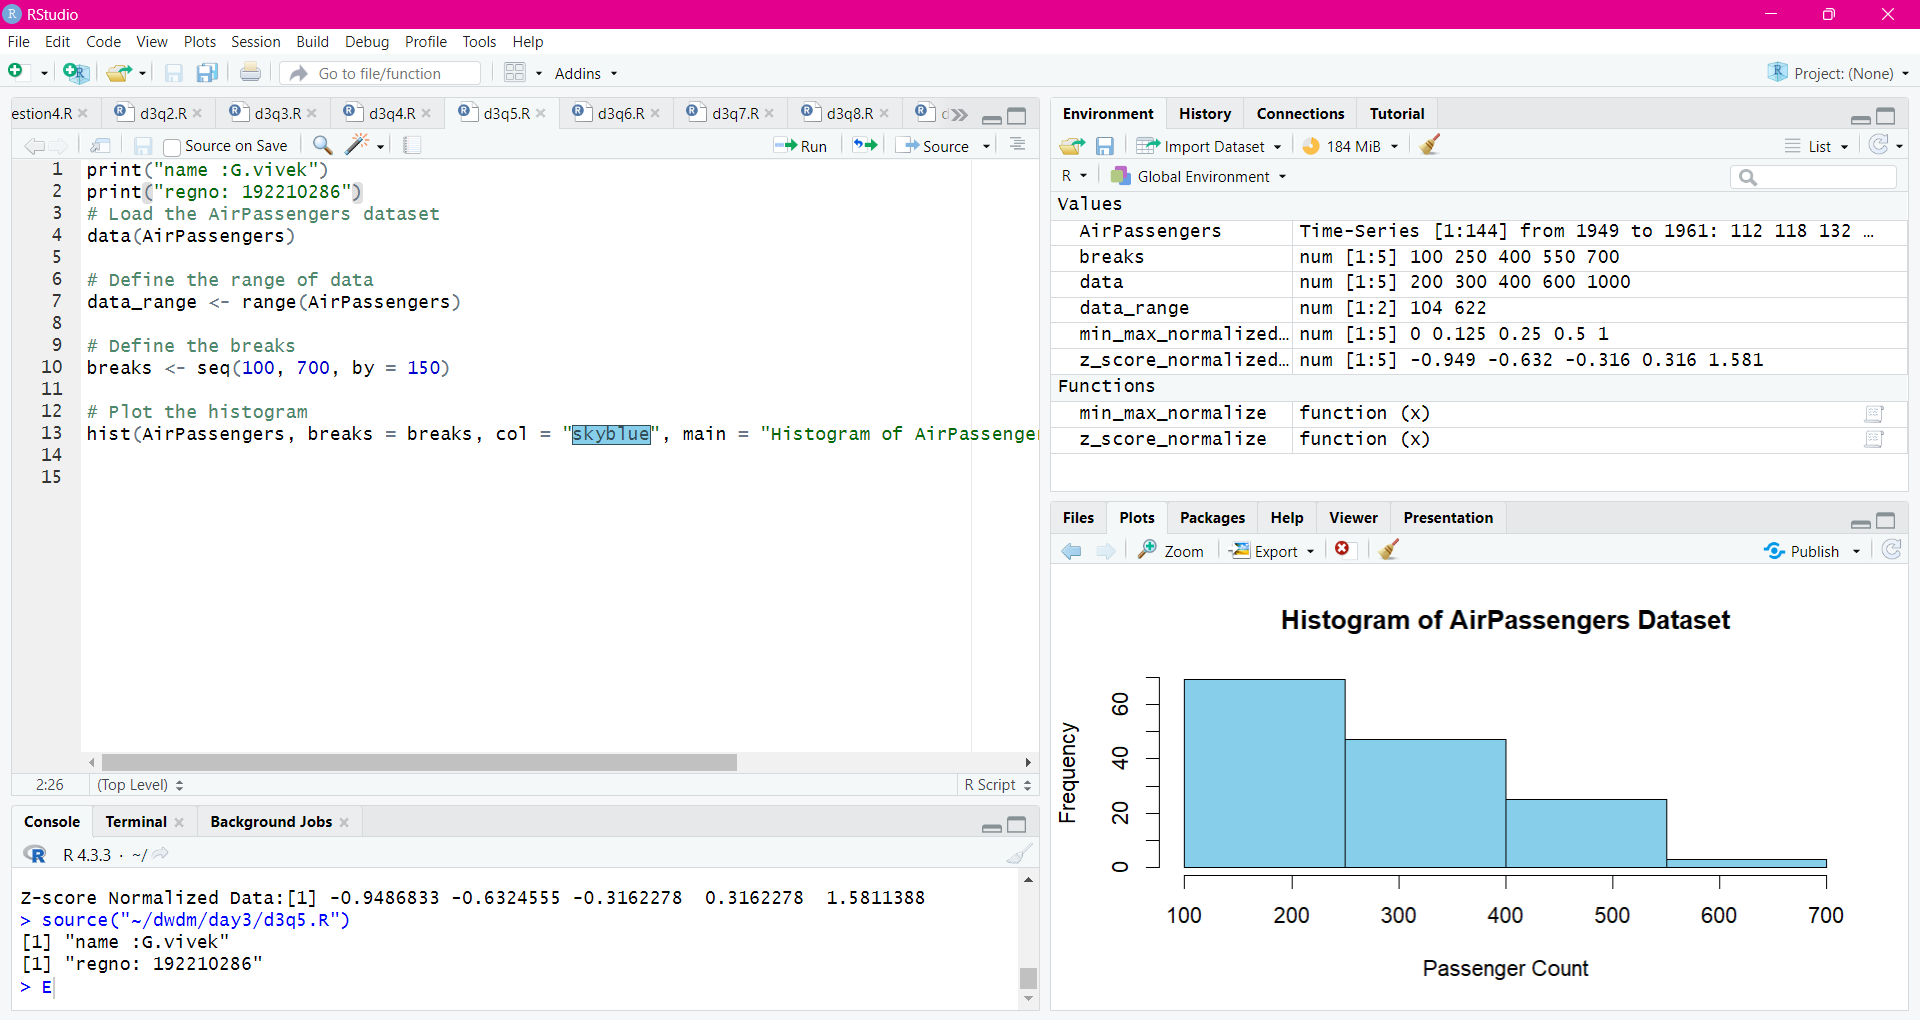 RStudio
File Edit Code View Plots Session Build Debug Profile Tools Help
Go to file/function Addins Project: (None)
estion4.R d3q2.R d3q3.R d3q4.R d3q5.R d3q6.R d3q7.R d3q8.R
Source on Save Run Source
1 print("name :G.vivek")
2 print("regno: 192210286")
3 # Load the AirPassengers dataset
4 data(AirPassengers)
5
6 # Define the range of data
7 data_range <- range(AirPassengers)
8
9 # Define the breaks
10 breaks <- seq(100, 700, by = 150)
11
12 # Plot the histogram
13 hist(AirPassengers, breaks = breaks, col = "skyblue", main = "Histogram of AirPassenger
14
15
2:26 (Top Level) R Script
Console Terminal Background Jobs
R 4.3.3 · ~/
Z-score Normalized Data:[1] -0.9486833 -0.6324555 -0.3162278 0.3162278 1.5811388
> source("~/dwdm/day3/d3q5.R")
[1] "name :G.vivek"
[1] "regno: 192210286"
> E
Environment History Connections Tutorial
Import Dataset 184 MiB List
R Global Environment
Values
AirPassengers Time-Series [1:144] from 1949 to 1961: 112 118 132 …
breaks num [1:5] 100 250 400 550 700
data num [1:5] 200 300 400 600 1000
data_range num [1:2] 104 622
min_max_normalized… num [1:5] 0 0.125 0.25 0.5 1
z_score_normalized… num [1:5] -0.949 -0.632 -0.316 0.316 1.581
Functions
min_max_normalize function (x)
z_score_normalize function (x)
Files Plots Packages Help Viewer Presentation
Zoom Export Publish
Histogram of AirPassengers Dataset
Frequency
60
40
20
0
100 200 300 400 500 600 700
Passenger Count